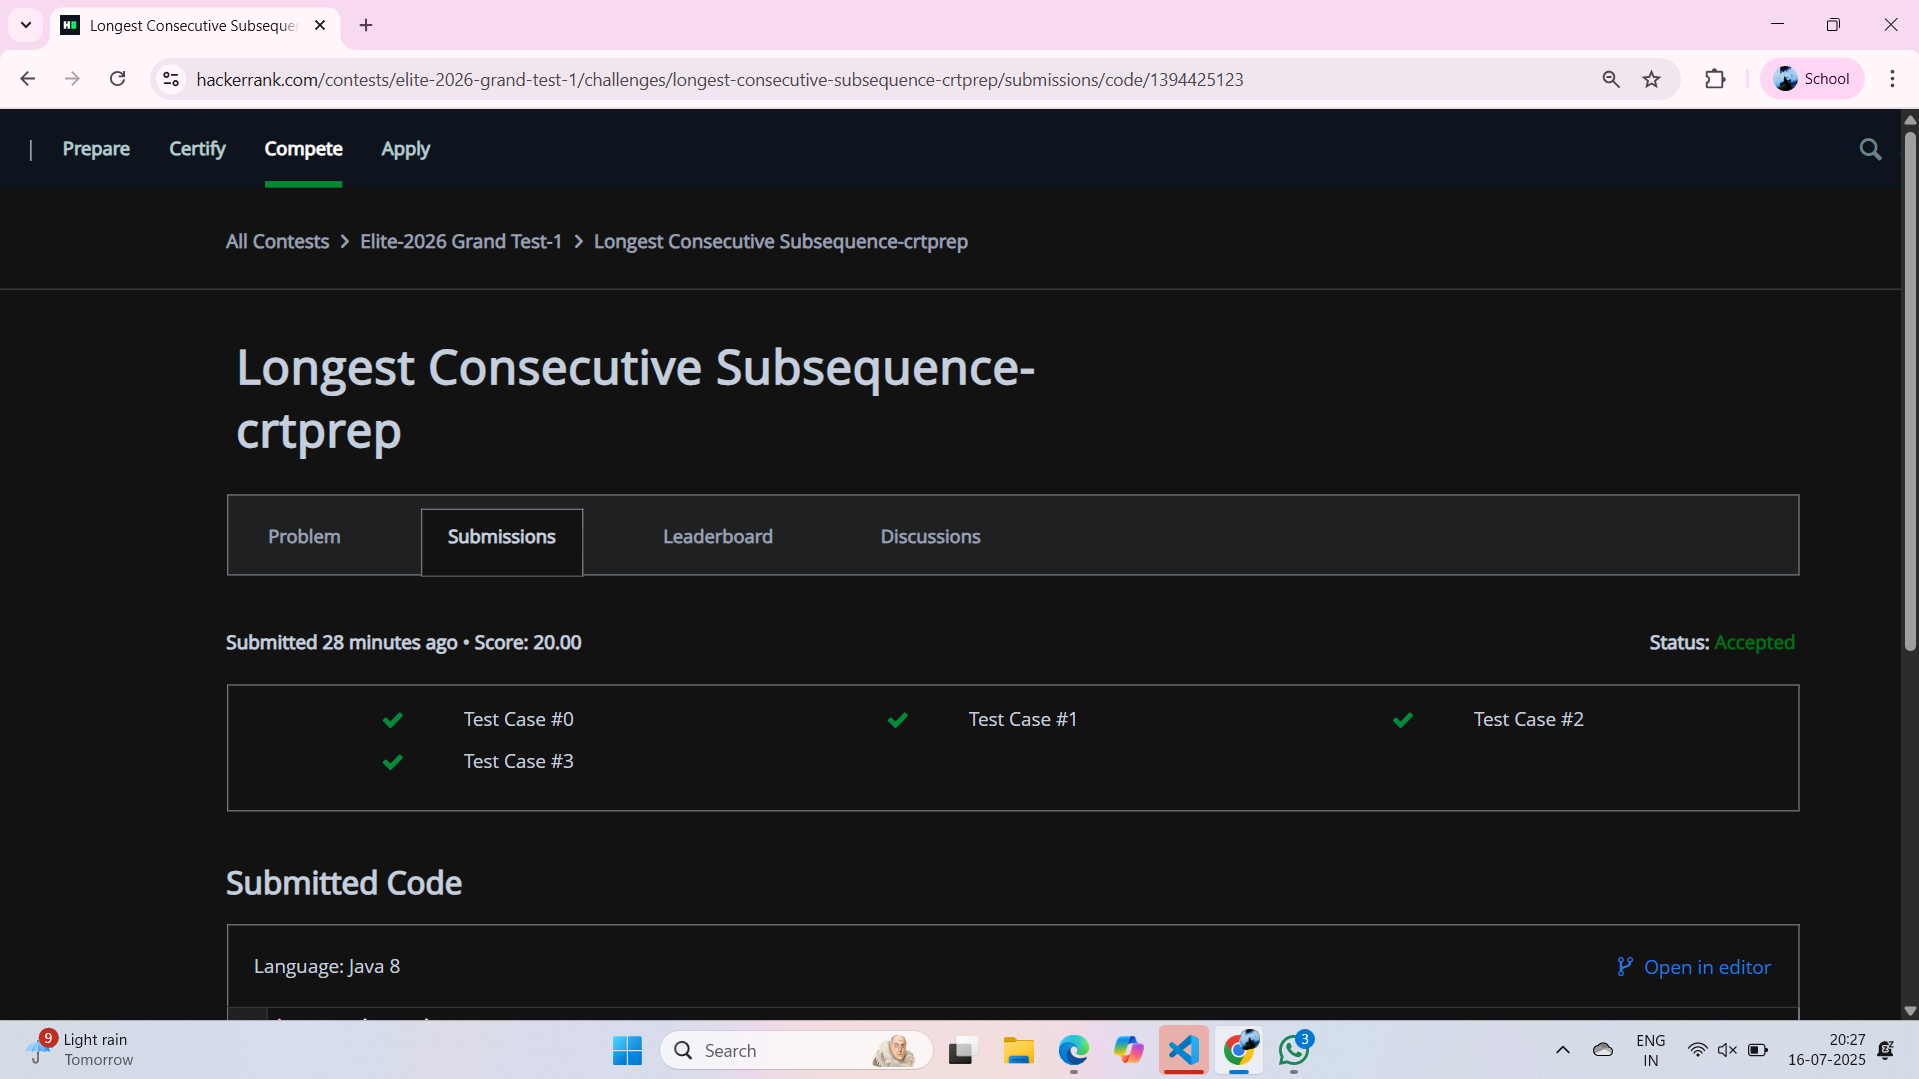 Longest Consecutive Subseque
hackerrank.com/contests/elite-2026-grand-test-1/challenges/longest-consecutive-subsequence-crtprep/submissions/code/1394425123
School
| Prepare Certify Compete Apply
All Contests > Elite-2026 Grand Test-1 > Longest Consecutive Subsequence-crtprep
Longest Consecutive Subsequence-
crtprep
Problem Submissions Leaderboard Discussions
Submitted 28 minutes ago • Score: 20.00 Status: Accepted
Test Case #0 Test Case #1 Test Case #2
Test Case #3
Submitted Code
Language: Java 8 Open in editor
9 Light rain
Tomorrow
Search
3
ENG
IN
20:27
16-07-2025